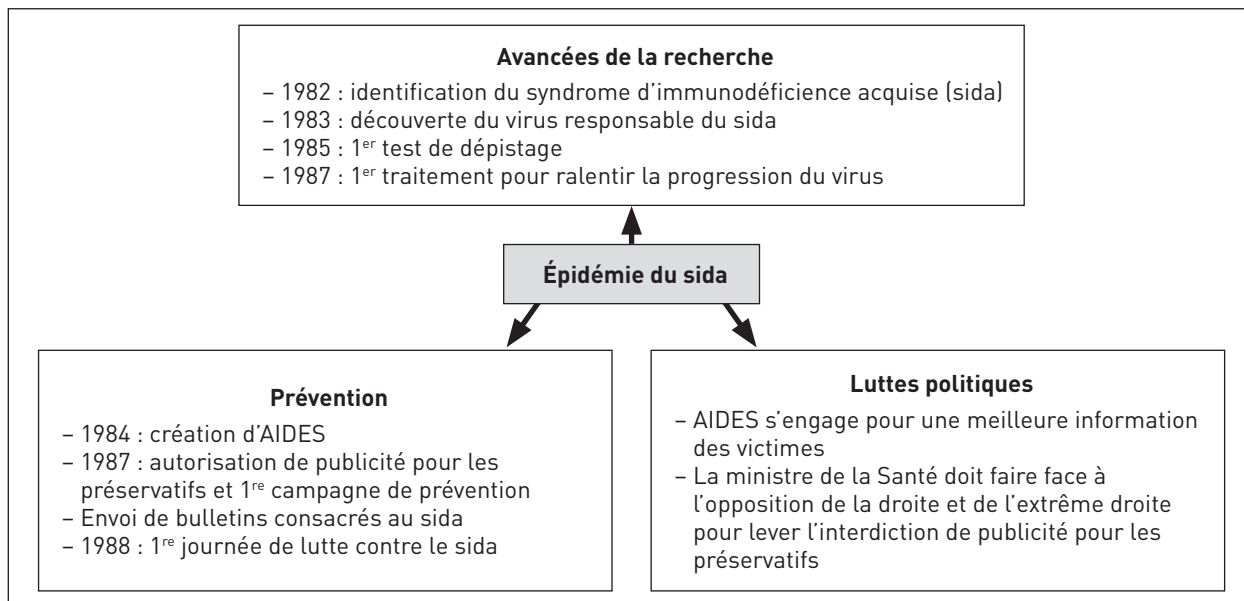 Avancées de la recherche
– 1982 : identification du syndrome d’immunodéficience acquise (sida)
– 1983 : découverte du virus responsable du sida
– 1985 : 1er test de dépistage
– 1987 : 1er traitement pour ralentir la progression du virus
Épidémie du sida
Prévention
– 1984 : création d’AIDES
– 1987 : autorisation de publicité pour les
préservatifs et 1re campagne de prévention
– Envoi de bulletins consacrés au sida
– 1988 : 1re journée de lutte contre le sida
Luttes politiques
– AIDES s’engage pour une meilleure information
des victimes
– La ministre de la Santé doit faire face à
l’opposition de la droite et de l’extrême droite
pour lever l’interdiction de publicité pour les
préservatifs